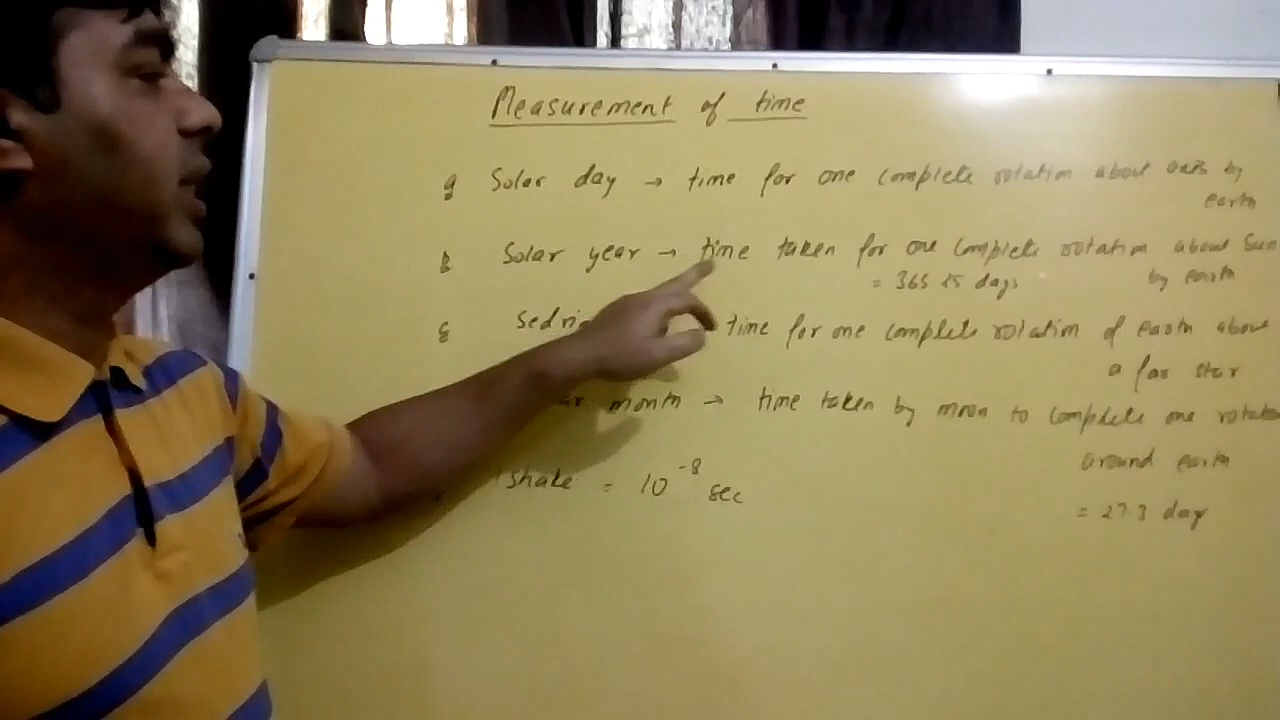 Measurement of time
Solar day → time for one complete rotation about axis by
earth
Solar year → time taken for one complete rotation about Sun
= 365 25 days by earth
Sedri time for one complete rotation of earth about
a far star
month → time taken by moon to complete one
around earth
shake = 10⁻⁸ sec
= 27 3 day